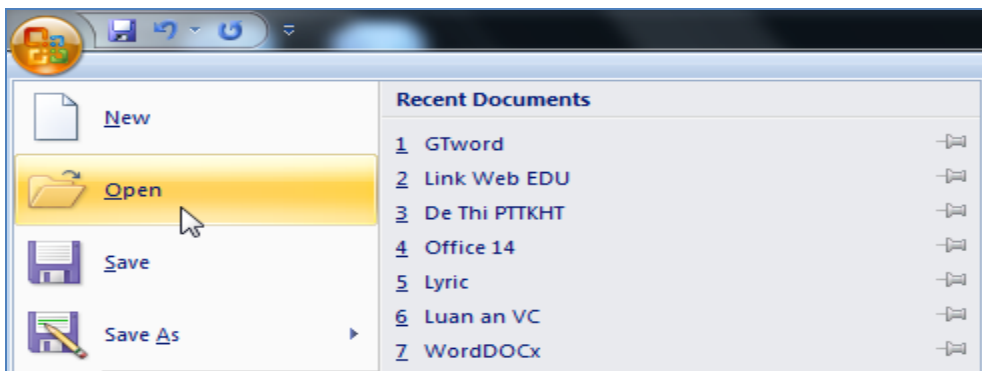 New
Open
Save
Save As
Recent Documents
1 GTword
2 Link Web EDU
3 De Thi PTTKHT
4 Office 14
5 Lyric
6 Luan an VC
7 WordDOCx